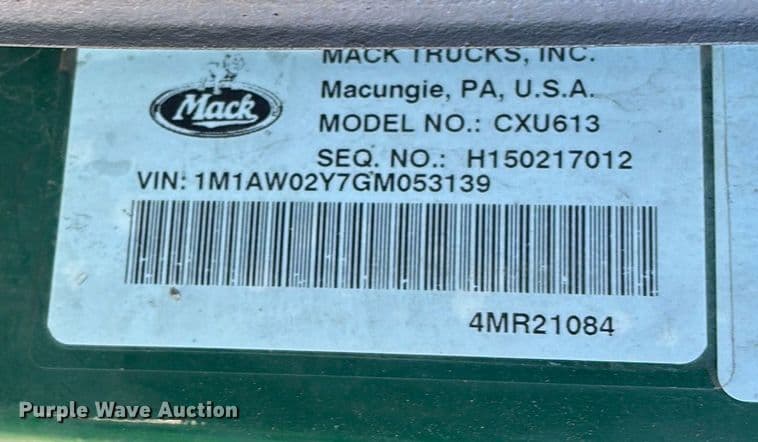 MACK TRUCKS, INC.
Mack
Macungie, PA, U.S.A.
MODEL NO.: CXU613
SEQ. NO.: H150217012
VIN: 1M1AW02Y7GM053139
4MR21084
Purple Wave Auction